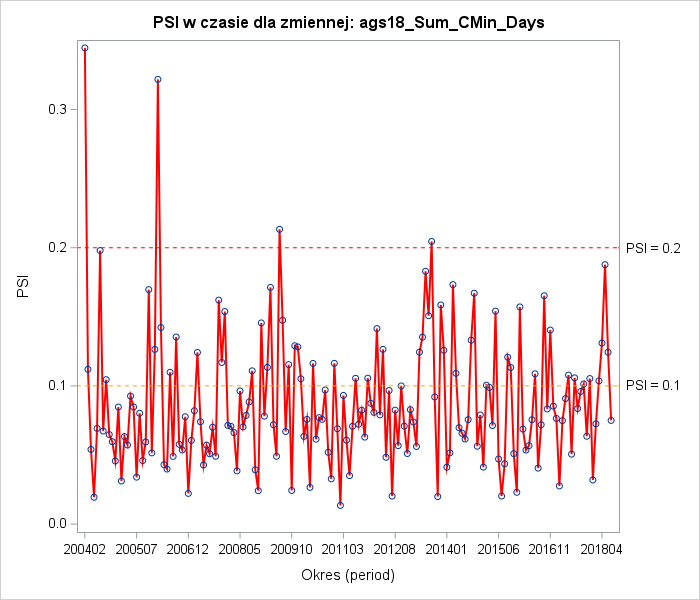 PSI w czasie dla zmiennej: ags18_Sum_CMin_Days
0.3
0.2
PSI = 0.2
PSI
0.1
PSI = 0.1
0.0
200402 200507 200612 200805 200910 201103 201208 201401 201506 201611 201804
Okres (period)